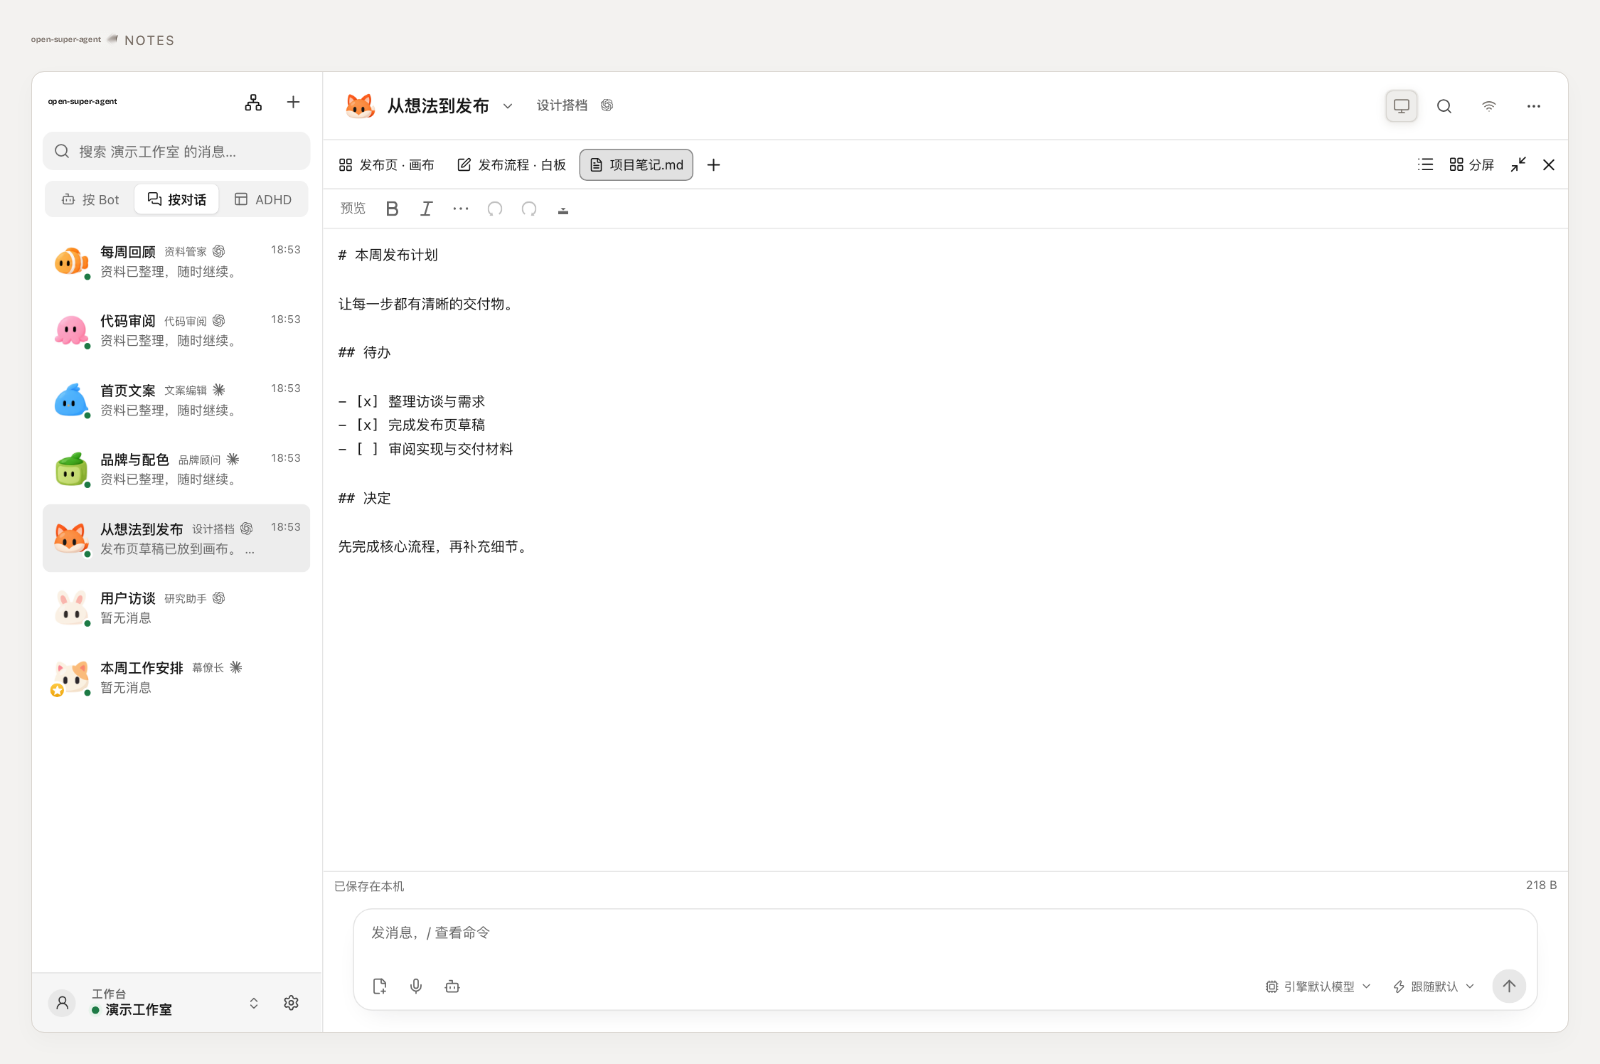 open-super-agent NOTES
open-super-agent
搜索 演示工作室 的消息...
按 Bot 按对话 ADHD
每周回顾 资料管家 18:53
资料已整理，随时继续。
代码审阅 代码审阅 18:53
资料已整理，随时继续。
首页文案 文案编辑 18:53
资料已整理，随时继续。
品牌与配色 品牌顾问 18:53
资料已整理，随时继续。
从想法到发布 设计搭档 18:53
发布页草稿已放到画布。 ...
用户访谈 研究助手
暂无消息
本周工作安排 幕僚长
暂无消息
工作台
演示工作室
从想法到发布 设计搭档
发布页 · 画布 发布流程 · 白板 项目笔记.md 分屏
预览 B I
# 本周发布计划
让每一步都有清晰的交付物。
## 待办
- [x] 整理访谈与需求
- [x] 完成发布页草稿
- [ ] 审阅实现与交付材料
## 决定
先完成核心流程，再补充细节。
已保存在本机 218 B
发消息，/ 查看命令
引擎默认模型 跟随默认